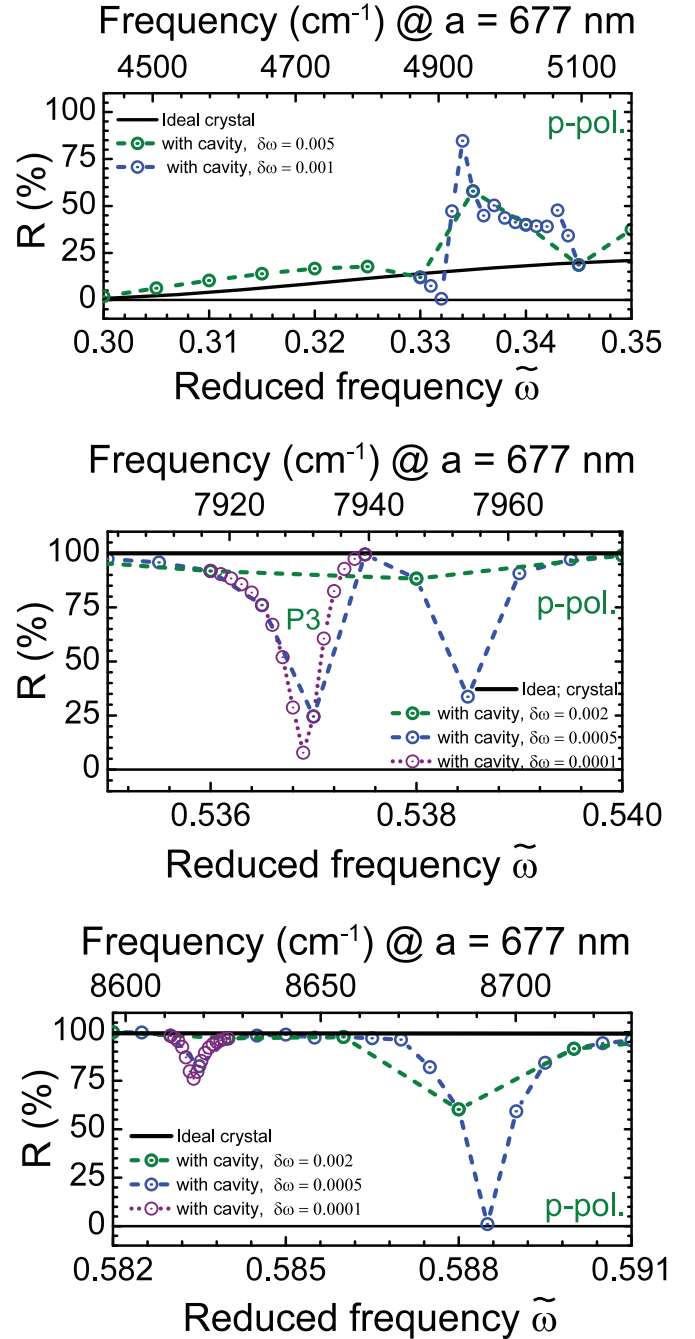 Frequency (cm-1) @ a = 677 nm
4500 4700 4900 5100
100
75
50
25
0
R (%)
Ideal crystal
with cavity, δω = 0.005
with cavity, δω = 0.001
p-pol.
0.30 0.31 0.32 0.33 0.34 0.35
Reduced frequency ω̃
Frequency (cm-1) @ a = 677 nm
7920 7940 7960
100
75
50
25
0
R (%)
P3
p-pol.
Idea; crystal
with cavity, δω = 0.002
with cavity, δω = 0.0005
with cavity, δω = 0.0001
0.536 0.538 0.540
Reduced frequency ω̃
Frequency (cm-1) @ a = 677 nm
8600 8650 8700
100
75
50
25
0
R (%)
Ideal crystal
with cavity, δω = 0.002
with cavity, δω = 0.0005
with cavity, δω = 0.0001
p-pol.
0.582 0.585 0.588 0.591
Reduced frequency ω̃